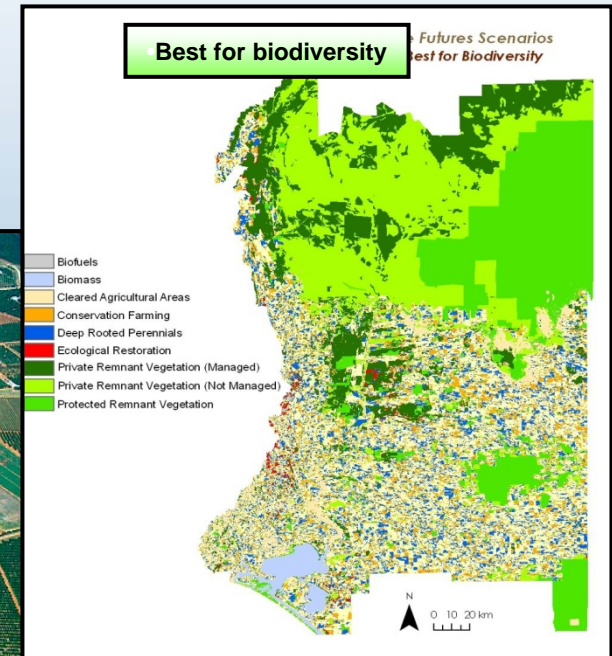 e Futures Scenarios
Best for Biodiversity
Best for biodiversity
Biofuels
Biomass
Cleared Agricultural Areas
Conservation Farming
Deep Rooted Perennials
Ecological Restoration
Private Remnant Vegetation (Managed)
Private Remnant Vegetation (Not Managed)
Protected Remnant Vegetation
N
0 10 20 km